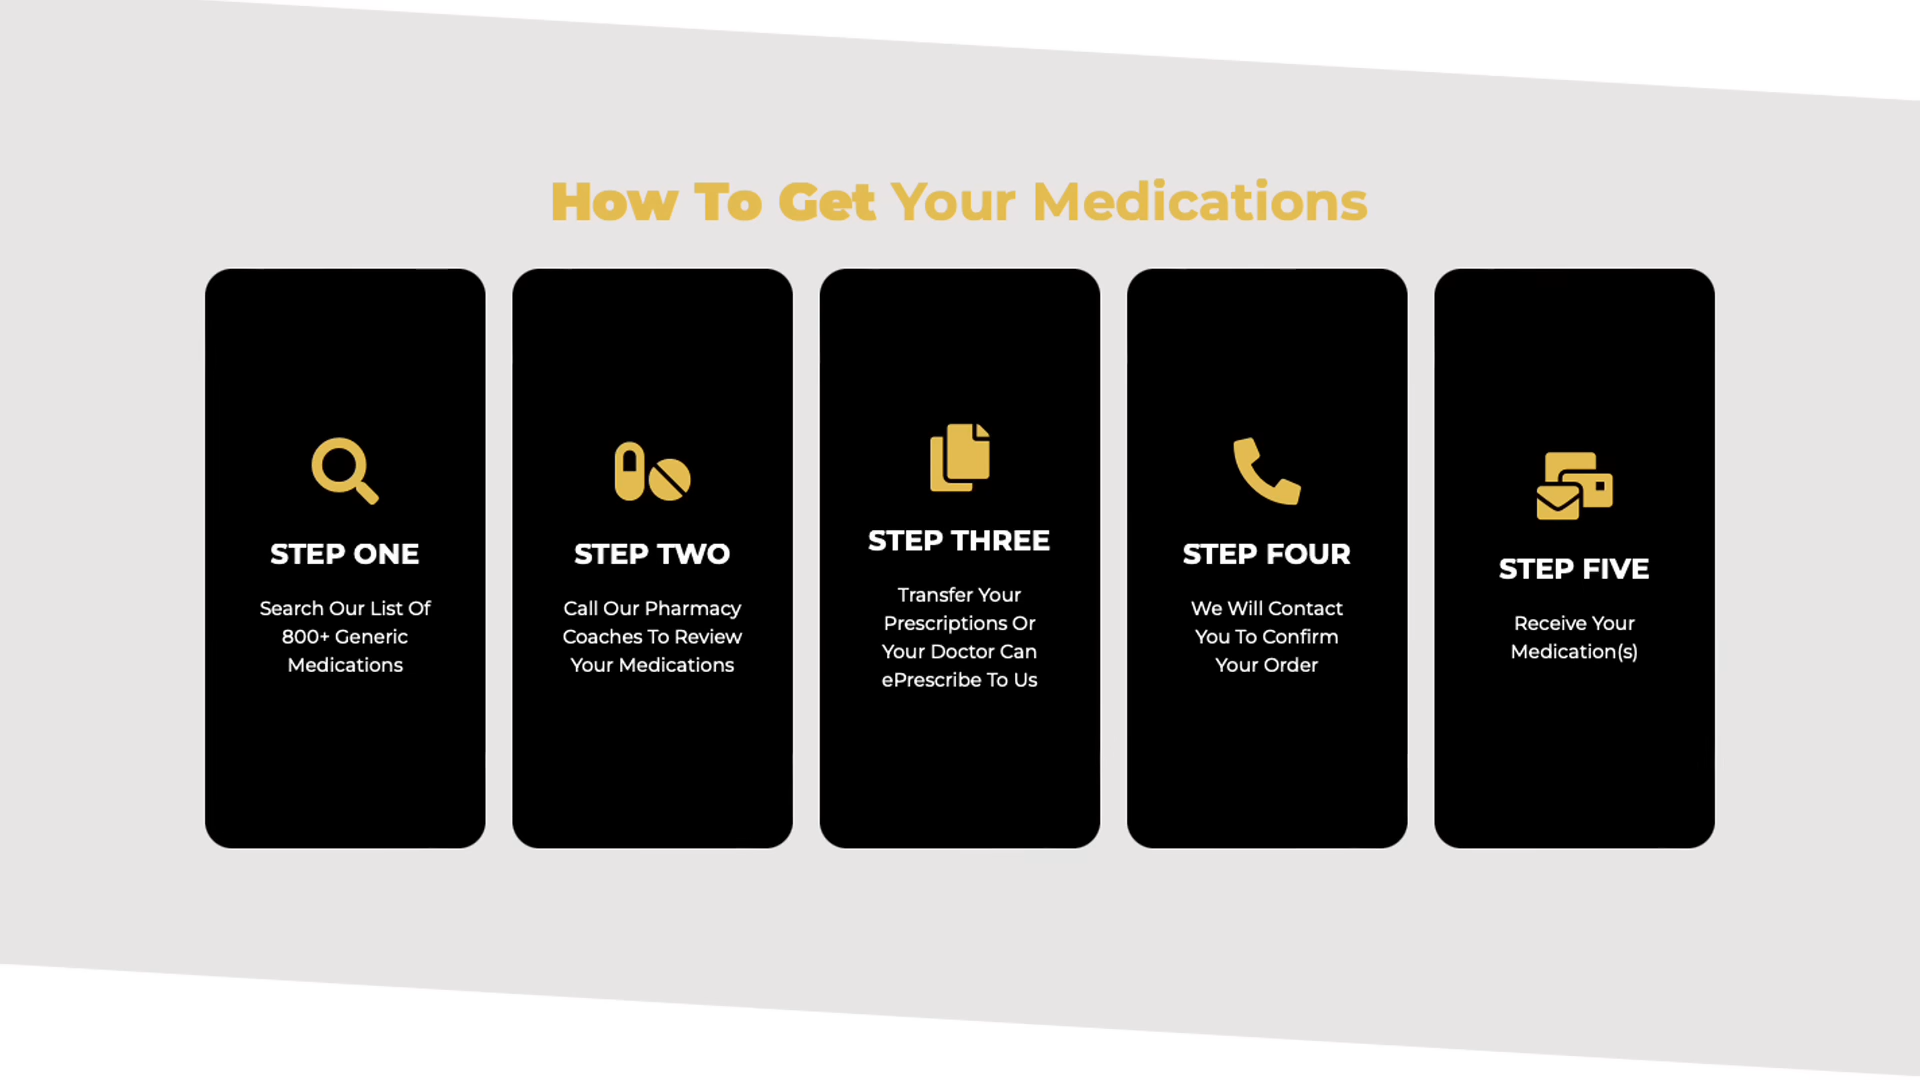 How To Get Your Medications
STEP ONE
Search Our List Of
800+ Generic
Medications
STEP TWO
Call Our Pharmacy
Coaches To Review
Your Medications
STEP THREE
Transfer Your
Prescriptions Or
Your Doctor Can
ePrescribe To Us
STEP FOUR
We Will Contact
You To Confirm
Your Order
STEP FIVE
Receive Your
Medication(s)